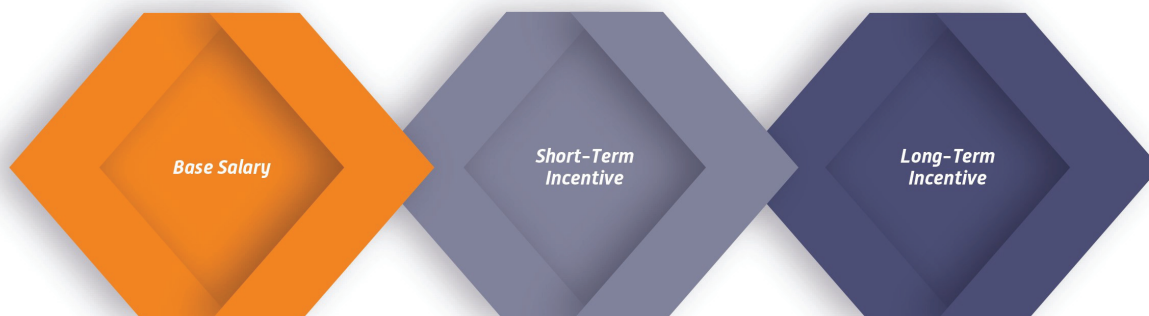 Base Salary
Short-Term
Incentive
Long-Term
Incentive